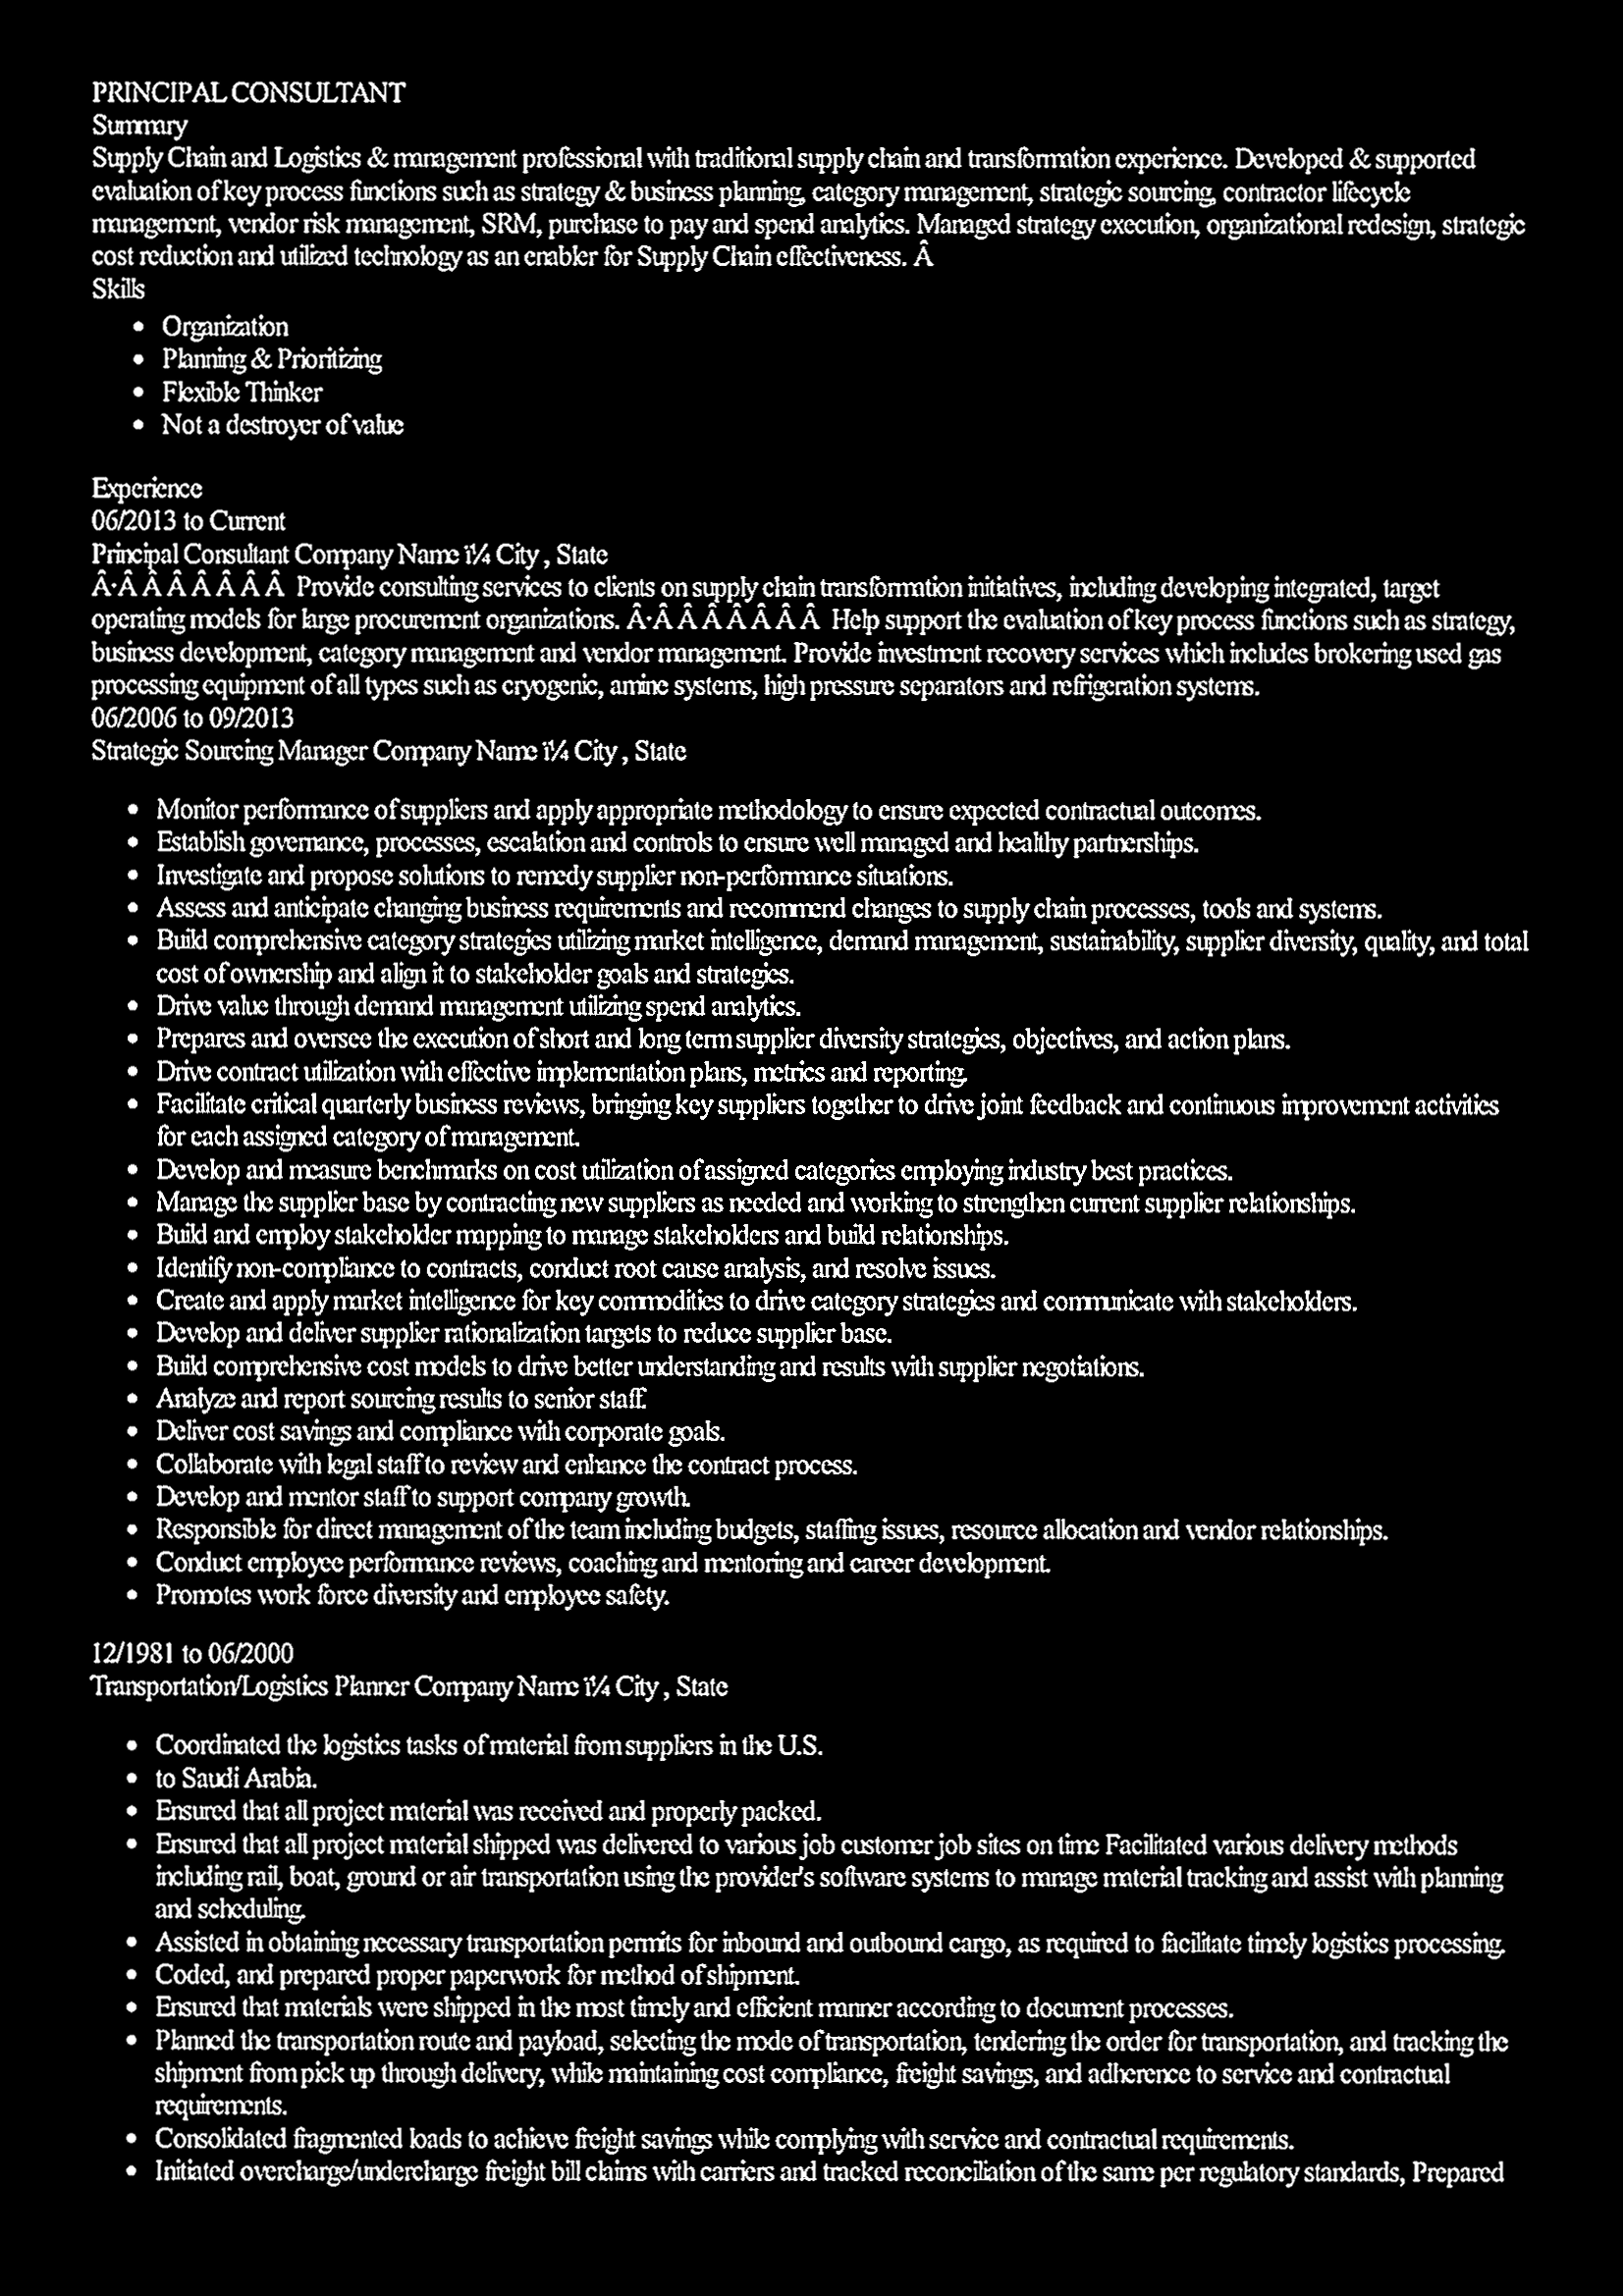 PRINCIPAL CONSULTANT
Summary
Supply Chain and Logistics & management professional with traditional supply chain and transformation experience. Developed & supported
evaluation of key process functions such as strategy & business planning, category management, strategic sourcing, contractor lifecycle
management, vendor risk management, SRM, purchase to pay and spend analytics. Managed strategy execution, organizational redesign, strategic
cost reduction and utilized technology as an enabler for Supply Chain effectiveness. Â
Skills
• Organization
• Planning & Prioritizing
• Flexible Thinker
• Not a destroyer of value
Experience
06/2013 to Current
Principal Consultant Company Name ï¼ City , State
Â·Â Â Â Â Â Â Â Provide consulting services to clients on supply chain transformation initiatives, including developing integrated, target
operating models for large procurement organizations. Â·Â Â Â Â Â Â Â Help support the evaluation of key process functions such as strategy,
business development, category management and vendor management. Provide investment recovery services which includes brokering used gas
processing equipment of all types such as cryogenic, amine systems, high pressure separators and refrigeration systems.
06/2006 to 09/2013
Strategic Sourcing Manager Company Name ï¼ City , State
• Monitor performance of suppliers and apply appropriate methodology to ensure expected contractual outcomes.
• Establish governance, processes, escalation and controls to ensure well managed and healthy partnerships.
• Investigate and propose solutions to remedy supplier non-performance situations.
• Assess and anticipate changing business requirements and recommend changes to supply chain processes, tools and systems.
• Build comprehensive category strategies utilizing market intelligence, demand management, sustainability, supplier diversity, quality, and total
cost of ownership and align it to stakeholder goals and strategies.
• Drive value through demand management utilizing spend analytics.
• Prepares and oversee the execution of short and long term supplier diversity strategies, objectives, and action plans.
• Drive contract utilization with effective implementation plans, metrics and reporting.
• Facilitate critical quarterly business reviews, bringing key suppliers together to drive joint feedback and continuous improvement activities
for each assigned category of management.
• Develop and measure benchmarks on cost utilization of assigned categories employing industry best practices.
• Manage the supplier base by contracting new suppliers as needed and working to strengthen current supplier relationships.
• Build and employ stakeholder mapping to manage stakeholders and build relationships.
• Identify non-compliance to contracts, conduct root cause analysis, and resolve issues.
• Create and apply market intelligence for key commodities to drive category strategies and communicate with stakeholders.
• Develop and deliver supplier rationalization targets to reduce supplier base.
• Build comprehensive cost models to drive better understanding and results with supplier negotiations.
• Analyze and report sourcing results to senior staff.
• Deliver cost savings and compliance with corporate goals.
• Collaborate with legal staff to review and enhance the contract process.
• Develop and mentor staff to support company growth.
• Responsible for direct management of the team including budgets, staffing issues, resource allocation and vendor relationships.
• Conduct employee performance reviews, coaching and mentoring and career development.
• Promotes work force diversity and employee safety.
12/1981 to 06/2000
Transportation/Logistics Planner Company Name ï¼ City , State
• Coordinated the logistics tasks of material from suppliers in the U.S.
• to Saudi Arabia.
• Ensured that all project material was received and properly packed.
• Ensured that all project material shipped was delivered to various job customer job sites on time Facilitated various delivery methods
including rail, boat, ground or air transportation using the provider's software systems to manage material tracking and assist with planning
and scheduling.
• Assisted in obtaining necessary transportation permits for inbound and outbound cargo, as required to facilitate timely logistics processing.
• Coded, and prepared proper paperwork for method of shipment.
• Ensured that materials were shipped in the most timely and efficient manner according to document processes.
• Planned the transportation route and payload, selecting the mode of transportation, tendering the order for transportation, and tracking the
shipment from pick up through delivery, while maintaining cost compliance, freight savings, and adherence to service and contractual
requirements.
• Consolidated fragmented loads to achieve freight savings while complying with service and contractual requirements.
• Initiated overcharge/undercharge freight bill claims with carriers and tracked reconciliation of the same per regulatory standards, Prepared